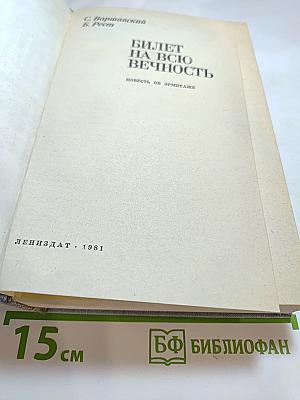 С. Варшавский
Б. Рест
БИЛЕТ
НА ВСЮ
ВЕЧНОСТЬ
ПОВЕСТЬ ОБ ЭРМИТАЖЕ
ЛЕНИЗДАТ · 1981
15 см
БФ БИБЛИОФАН